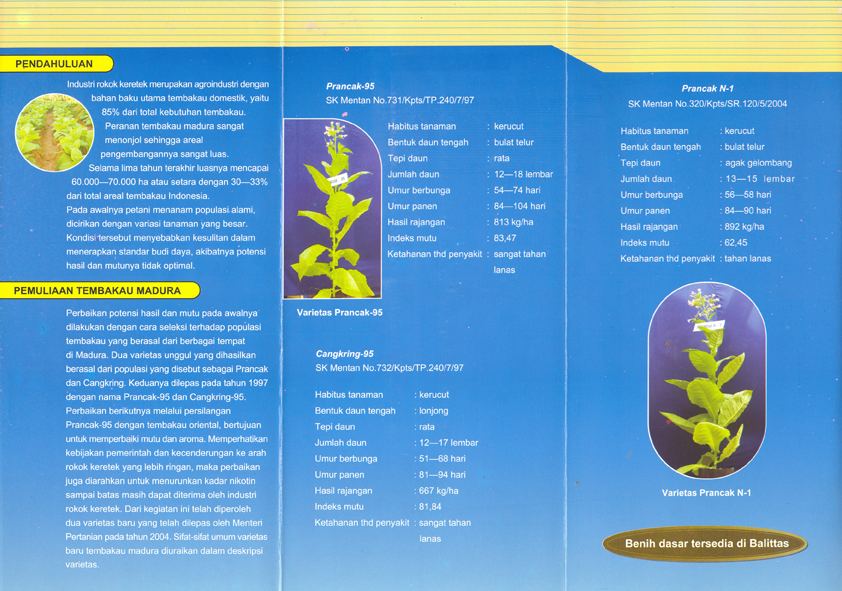 PENDAHULUAN
Industri rokok keretek merupakan agroindustri dengan
bahan baku utama tembakau domestik, yaitu
85% dari total kebutuhan tembakau.
Peranan tembakau madura sangat
menonjol sehingga areal
pengembangannya sangat luas.
Selama lima tahun terakhir luasnya mencapai
60.000—70.000 ha atau setara dengan 30—33%
dari total areal tembakau Indonesia.
Pada awalnya petani menanam populasi alami,
dicirikan dengan variasi tanaman yang besar.
Kondisi tersebut menyebabkan kesulitan dalam
menerapkan standar budi daya, akibatnya potensi
hasil dan mutunya tidak optimal.
PEMULIAAN TEMBAKAU MADURA
Perbaikan potensi hasil dan mutu pada awalnya
dilakukan dengan cara seleksi terhadap populasi
tembakau yang berasal dari berbagai tempat
di Madura. Dua varietas unggul yang dihasilkan
berasal dari populasi yang disebut sebagai Prancak
dan Cangkring. Keduanya dilepas pada tahun 1997
dengan nama Prancak-95 dan Cangkring-95.
Perbaikan berikutnya melalui persilangan
Prancak-95 dengan tembakau oriental, bertujuan
untuk memperbaiki mutu dan aroma. Memperhatikan
kebijakan pemerintah dan kecenderungan ke arah
rokok keretek yang lebih ringan, maka perbaikan
juga diarahkan untuk menurunkan kadar nikotin
sampai batas masih dapat diterima oleh industri
rokok keretek. Dari kegiatan ini telah diperoleh
dua varietas baru yang telah dilepas oleh Menteri
Pertanian pada tahun 2004. Sifat-sifat umum varietas
baru tembakau madura diuraikan dalam deskripsi
varietas.
Prancak-95
SK Mentan No.731/Kpts/TP.240/7/97
Habitus tanaman : kerucut
Bentuk daun tengah : bulat telur
Tepi daun : rata
Jumlah daun : 12—18 lembar
Umur berbunga : 54—74 hari
Umur panen : 84—104 hari
Hasil rajangan : 813 kg/ha
Indeks mutu : 83,47
Ketahanan thd penyakit : sangat tahan
lanas
Varietas Prancak-95
Cangkring-95
SK Mentan No.732/Kpts/TP.240/7/97
Habitus tanaman : kerucut
Bentuk daun tengah : lonjong
Tepi daun : rata
Jumlah daun : 12—17 lembar
Umur berbunga : 51—68 hari
Umur panen : 81—94 hari
Hasil rajangan : 667 kg/ha
Indeks mutu : 81,84
Ketahanan thd penyakit : sangat tahan
lanas
Prancak N-1
SK Mentan No.320/Kpts/SR.120/5/2004
Habitus tanaman : kerucut
Bentuk daun tengah : bulat telur
Tepi daun : agak gelombang
Jumlah daun : 13—15 lembar
Umur berbunga : 56—58 hari
Umur panen : 84—90 hari
Hasil rajangan : 892 kg/ha
Indeks mutu : 62,45
Ketahanan thd penyakit : tahan lanas
Varietas Prancak N-1
Benih dasar tersedia di Balittas